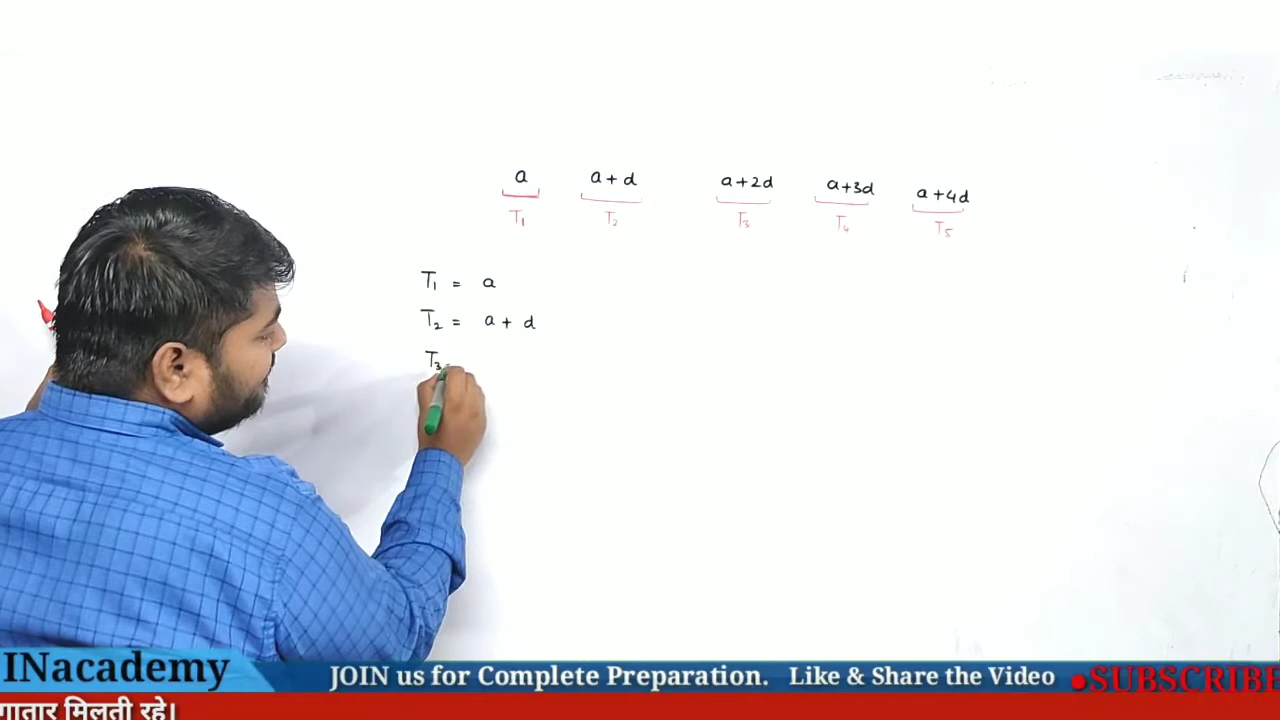 a a+d a+2d a+3d a+4d
T1 T2 T3 T4 T5
T1 = a
T2 = a + d
T3 =
INacademy JOIN us for Complete Preparation. Like & Share the Video SUBSCRIBE
गातार मिलती रहे।